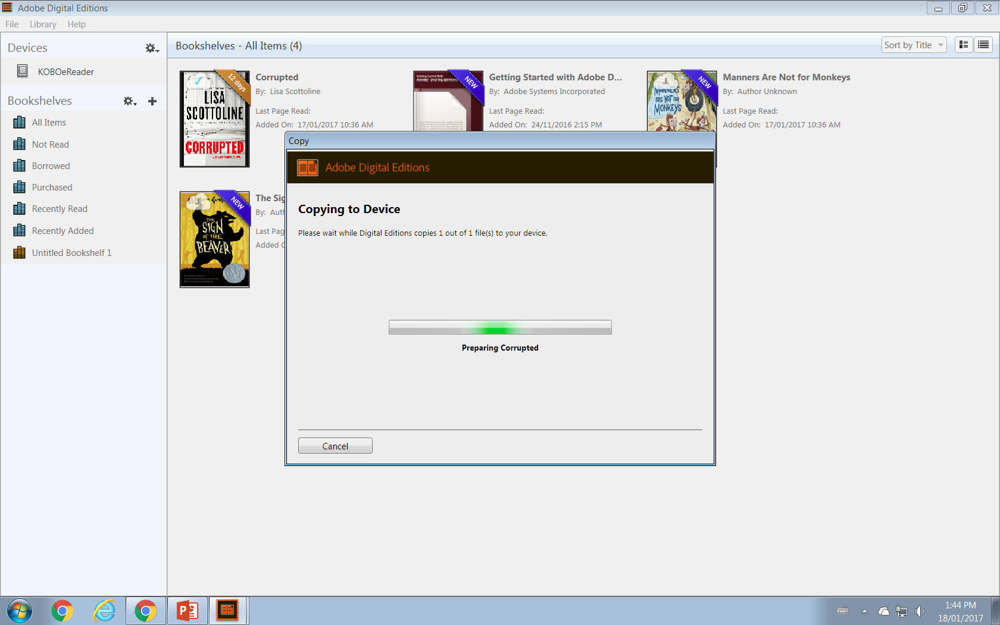 Adobe Digital Editions
File Library Help
Devices
KOBOeReader
Bookshelves
All Items
Not Read
Borrowed
Purchased
Recently Read
Recently Added
Untitled Bookshelf 1
Bookshelves - All Items (4)
Sort by Title
12 days
LISA
SCOTTOLINE
CORRUPTED
Corrupted
By: Lisa Scottoline
Last Page Read:
Added On: 17/01/2017 10:36 AM
Getting Started With
ADOBE® DIGITAL EDITIONS
NEW
Getting Started with Adobe D...
By: Adobe Systems Incorporated
Last Page Read:
Added On: 24/11/2016 2:15 PM
MANNERS
ARE NOT FOR
MONKEYS
NEW
Manners Are Not for Monkeys
By: Author Unknown
Last Page Read:
Added On: 17/01/2017 10:36 AM
NEW
THE
SIGN
OF THE
BEAVER
The Sig
By: Auth
Last Pag
Added O
Copy
Adobe Digital Editions
Copying to Device
Please wait while Digital Editions copies 1 out of 1 file(s) to your device.
Preparing Corrupted
Cancel
1:44 PM
18/01/2017